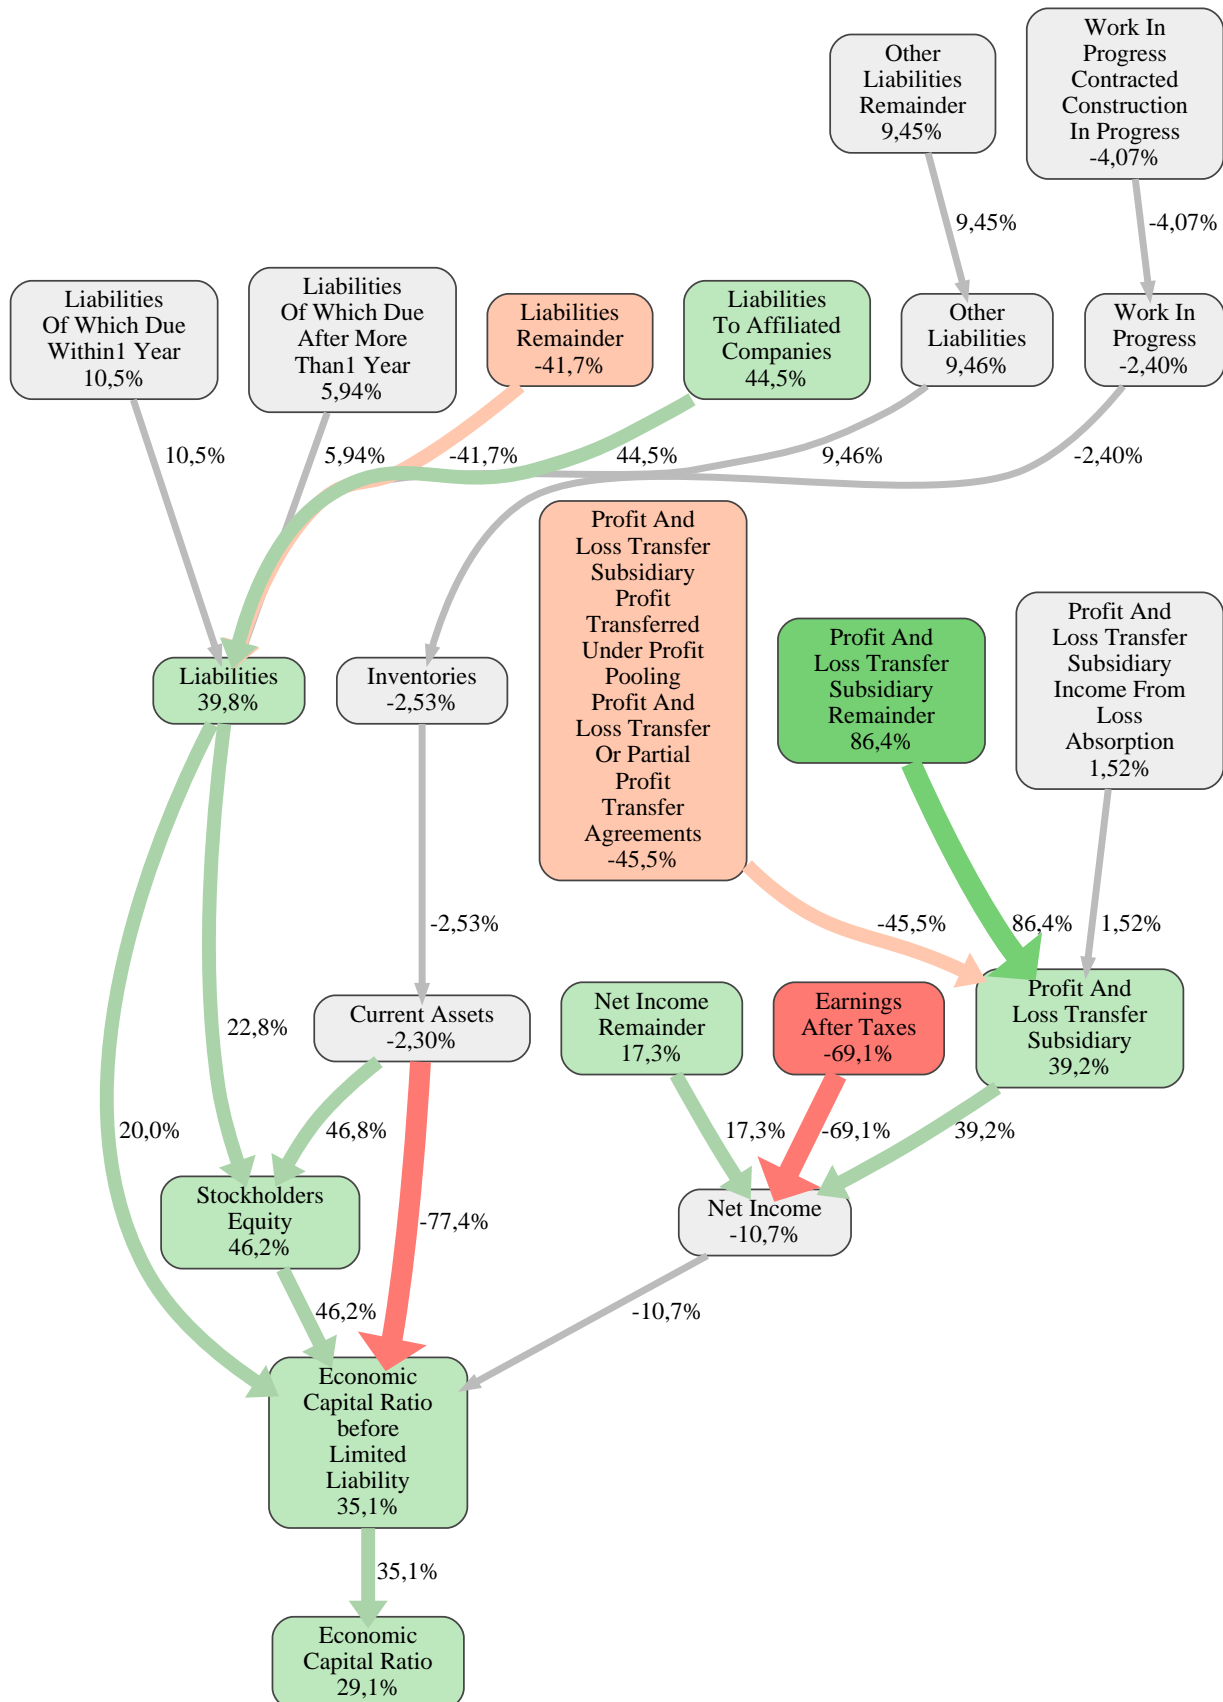 Other
Liabilities
Remainder
9,45%
Work In
Progress
Contracted
Construction
In Progress
-4,07%
9,45%
-4,07%
Liabilities
Of Which Due
Within1 Year
10,5%
Liabilities
Of Which Due
After More
Than1 Year
5,94%
Liabilities
Remainder
-41,7%
Liabilities
To Affiliated
Companies
44,5%
Other
Liabilities
9,46%
Work In
Progress
-2,40%
10,5%
5,94%
-41,7%
44,5%
9,46%
-2,40%
Profit And
Loss Transfer
Subsidiary
Profit
Transferred
Under Profit
Pooling
Profit And
Loss Transfer
Or Partial
Profit
Transfer
Agreements
-45,5%
Profit And
Loss Transfer
Subsidiary
Remainder
86,4%
Profit And
Loss Transfer
Subsidiary
Income From
Loss
Absorption
1,52%
Liabilities
39,8%
Inventories
-2,53%
-2,53%
-45,5%
86,4%
1,52%
Current Assets
-2,30%
Net Income
Remainder
17,3%
Earnings
After Taxes
-69,1%
Profit And
Loss Transfer
Subsidiary
39,2%
22,8%
20,0%
46,8%
-77,4%
17,3%
-69,1%
39,2%
Stockholders
Equity
46,2%
Net Income
-10,7%
46,2%
-10,7%
Economic
Capital Ratio
before
Limited
Liability
35,1%
35,1%
Economic
Capital Ratio
29,1%